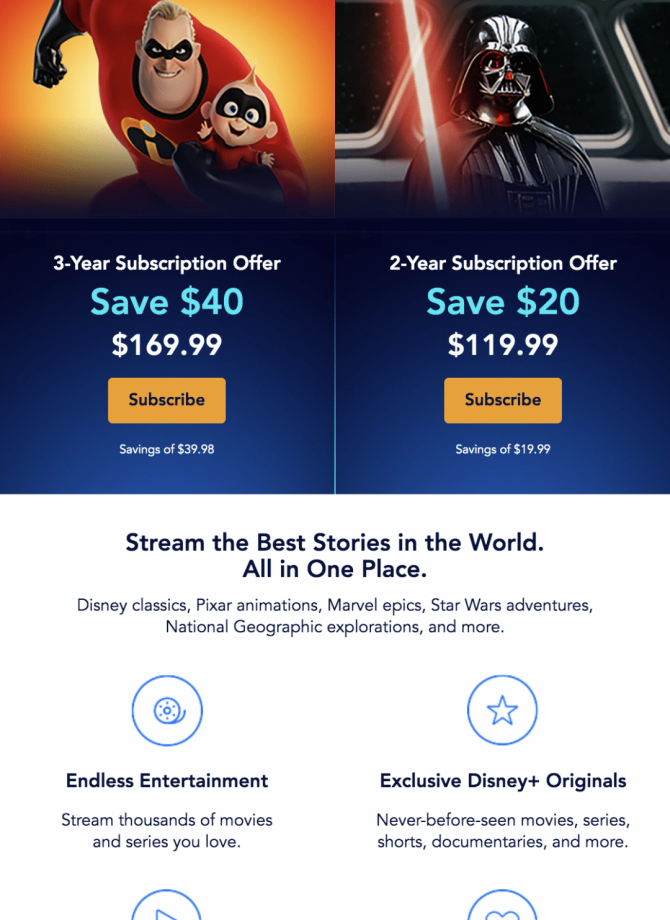 3-Year Subscription Offer
Save $40
$169.99
Subscribe
Savings of $39.98
2-Year Subscription Offer
Save $20
$119.99
Subscribe
Savings of $19.99
Stream the Best Stories in the World.
All in One Place.
Disney classics, Pixar animations, Marvel epics, Star Wars adventures,
National Geographic explorations, and more.
Endless Entertainment
Stream thousands of movies
and series you love.
Exclusive Disney+ Originals
Never-before-seen movies, series,
shorts, documentaries, and more.